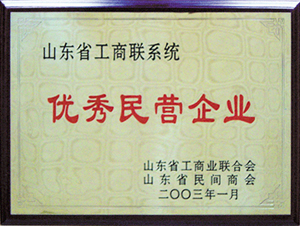 山东省工商联系统
优秀民营企业
山东省工商业联合会
山东省民间商会
二〇〇三年一月